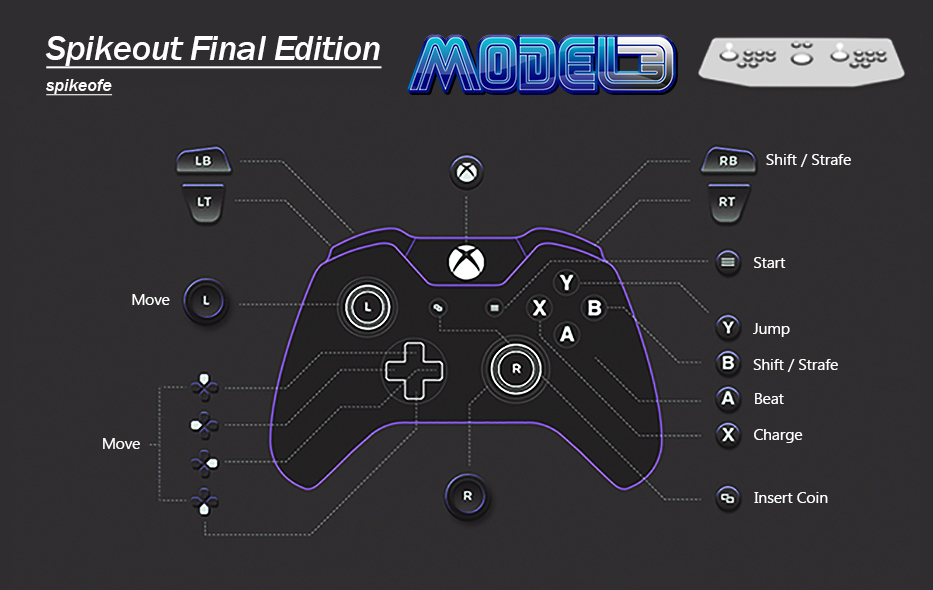 Spikeout Final Edition
spikeofe
MODEL3
LB
RB
Shift / Strafe
LT
RT
Start
Y
X
B
A
Move
L
L
Y
Jump
R
B
Shift / Strafe
A
Beat
X
Charge
Move
R
Insert Coin